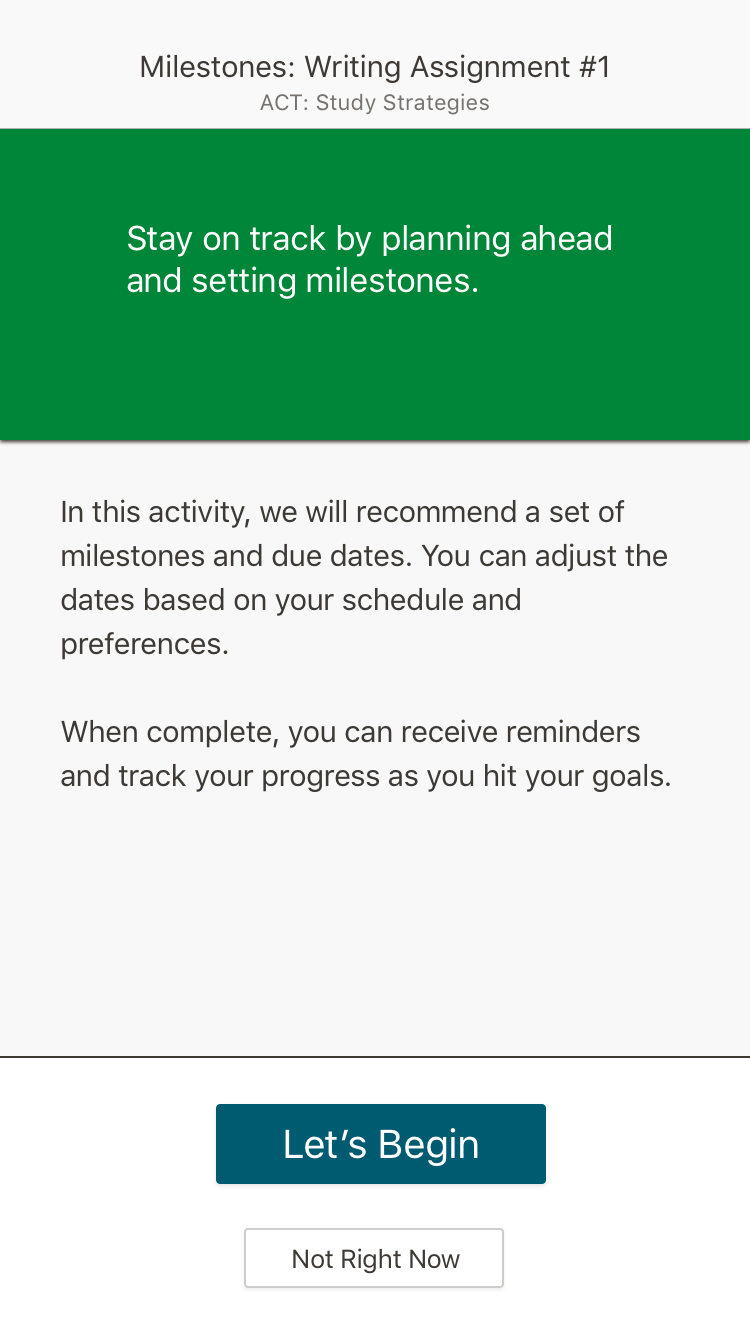 Milestones: Writing Assignment #1
ACT: Study Strategies
Stay on track by planning ahead
and setting milestones.
In this activity, we will recommend a set of
milestones and due dates. You can adjust the
dates based on your schedule and
preferences.
When complete, you can receive reminders
and track your progress as you hit your goals.
Let’s Begin
Not Right Now